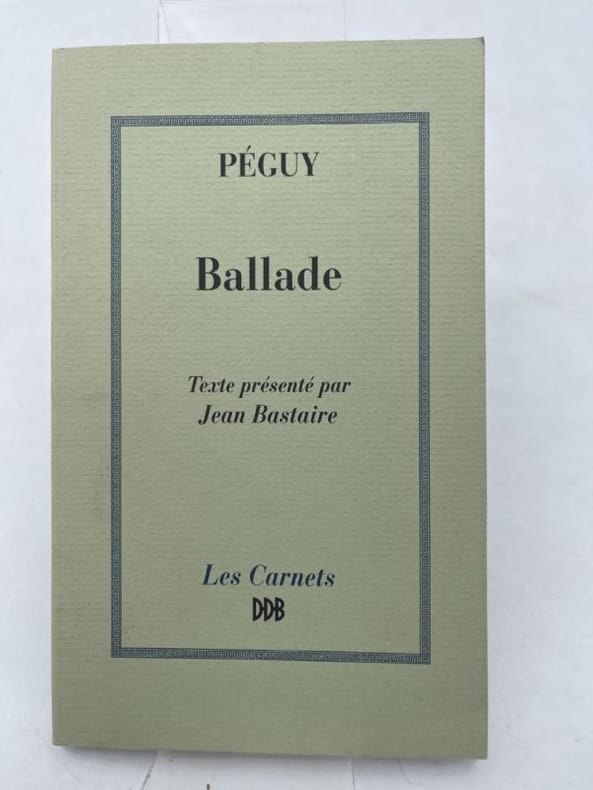 PÉGUY
Ballade
Texte présenté par
Jean Bastaire
Les Carnets
DDB